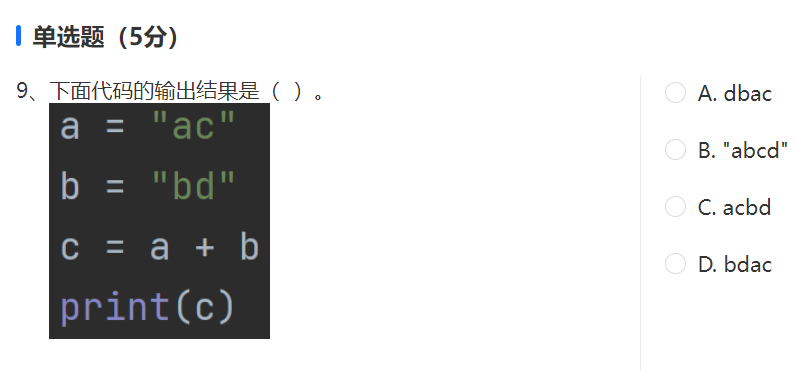 单选题（5分）
9、下面代码的输出结果是（  ）。
a = "ac"
b = "bd"
c = a + b
print(c)
A. dbac
B. "abcd"
C. acbd
D. bdac